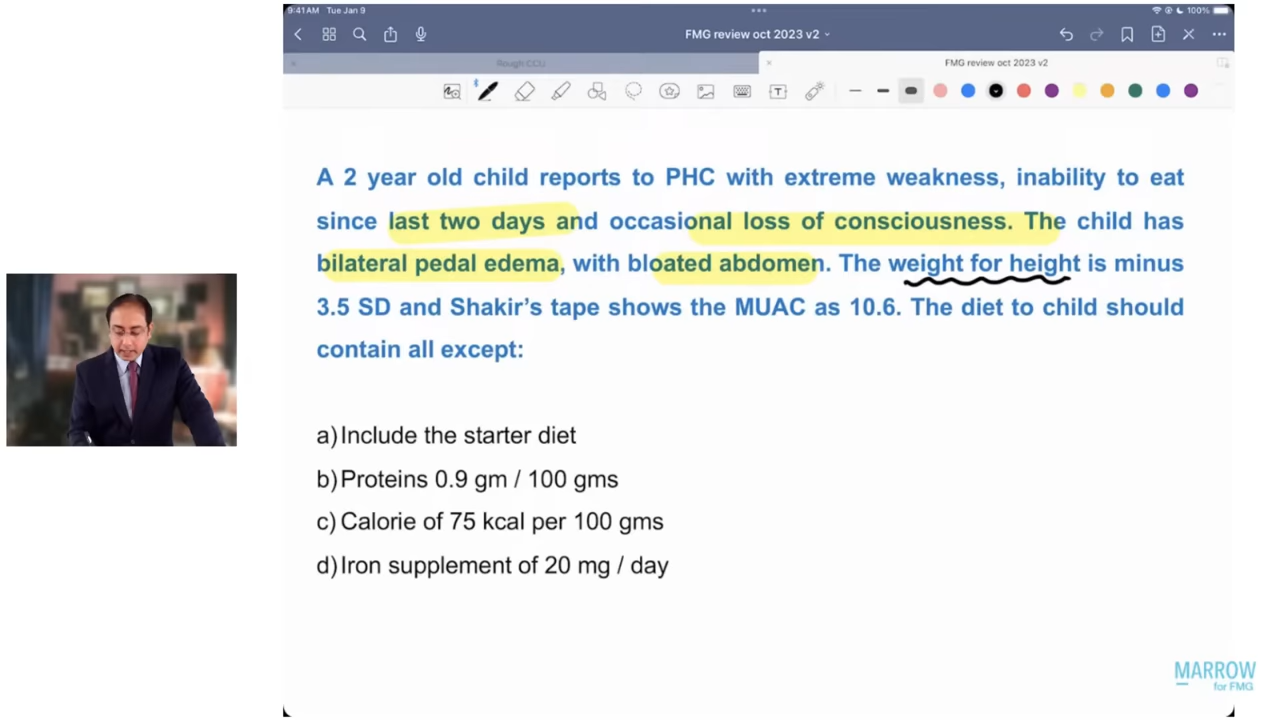 9:41AM Tue Jan 9
100%
FMG review oct 2023 v2
Rough CCU
FMG review oct 2023 v2
T
A 2 year old child reports to PHC with extreme weakness, inability to eat
since last two days and occasional loss of consciousness. The child has
bilateral pedal edema, with bloated abdomen. The weight for height is minus
3.5 SD and Shakir’s tape shows the MUAC as 10.6. The diet to child should
contain all except:
a) Include the starter diet
b) Proteins 0.9 gm / 100 gms
c) Calorie of 75 kcal per 100 gms
d) Iron supplement of 20 mg / day
MARROW
for FMG